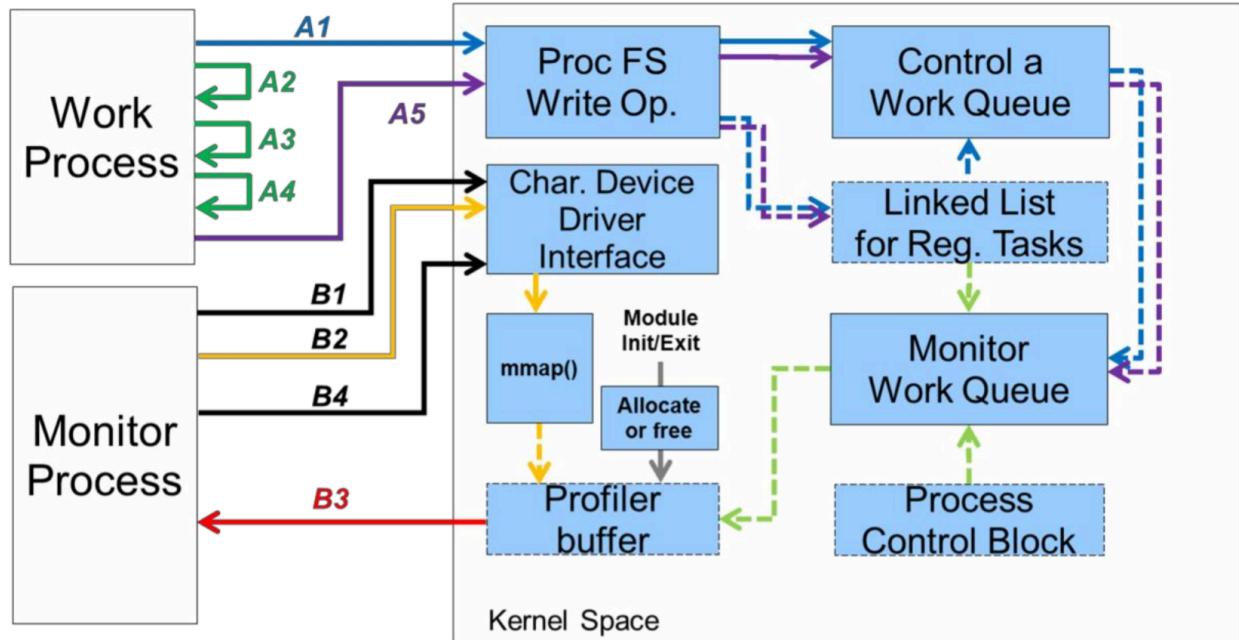 A1
A2
A3
A4
A5
Work
Process
Proc FS
Write Op.
Control a
Work Queue
Char. Device
Driver
Interface
Linked List
for Reg. Tasks
B1
B2
B4
B3
Monitor
Process
mmap()
Module
Init/Exit
Allocate
or free
Monitor
Work Queue
Profiler
buffer
Process
Control Block
Kernel Space